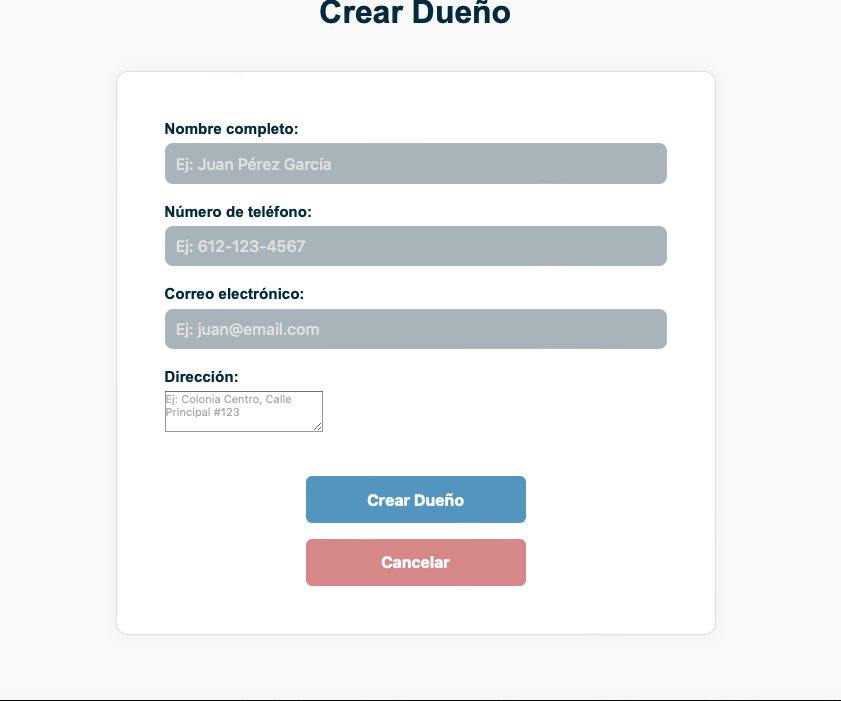 Crear Dueño
Nombre completo:
Ej: Juan Pérez García
Número de teléfono:
Ej: 612-123-4567
Correo electrónico:
Ej: juan@email.com
Dirección:
Ej: Colonia Centro, Calle
Principal #123
Crear Dueño
Cancelar